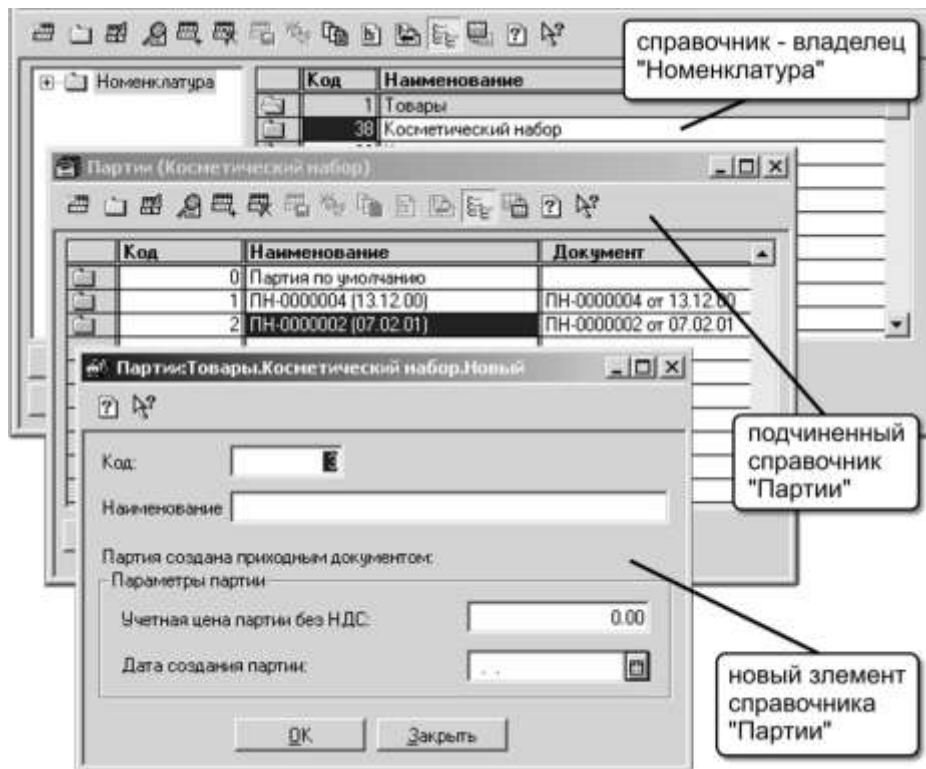 справочник - владелец
"Номенклатура"
Номенклатура
Код Наименование
1 Товары
38 Косметический набор
Партии (Косметический набор)
Код Наименование Документ
0 Партия по умолчанию
1 ПН-0000004 (13.12.00) ПН-0000004 от 13.12.00
2 ПН-0000002 (07.02.01) ПН-0000002 от 07.02.01
Партии:Товары.Косметический набор.Новый
подчиненный
справочник
"Партии"
Код: 3
Наименование
Партия создана приходным документом:
Параметры партии
Учетная цена партии без НДС: 0.00
Дата создания партии: . .
новый элемент
справочника
"Партии"
OK Закрыть